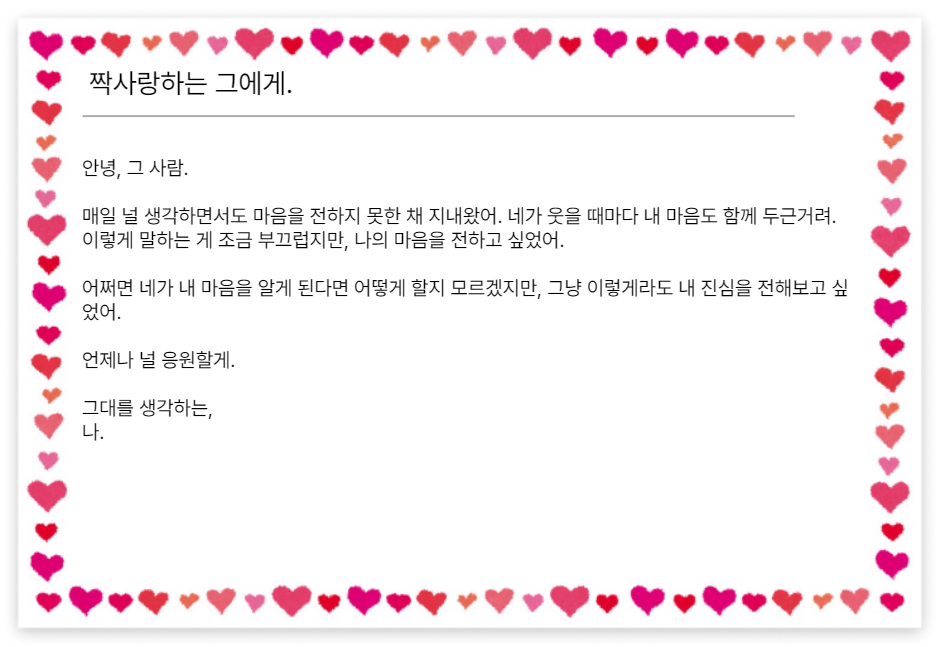 짝사랑하는 그에게.
안녕, 그 사람.
매일 널 생각하면서도 마음을 전하지 못한 채 지내왔어. 네가 웃을 때마다 내 마음도 함께 두근거려.
이렇게 말하는 게 조금 부끄럽지만, 나의 마음을 전하고 싶었어.
어쩌면 네가 내 마음을 알게 된다면 어떻게 할지 모르겠지만, 그냥 이렇게라도 내 진심을 전해보고 싶
었어.
언제나 널 응원할게.
그대를 생각하는,
나.